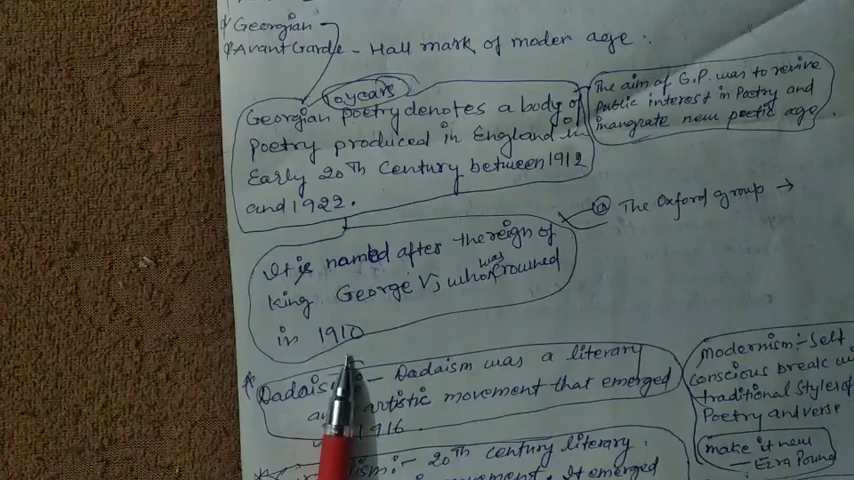 Georgian
Avant Garde - Hall mark of moder age.
10 years
Georgian poetry denotes a body of
Poetry produced in England in
Early 20th Century between 1912
and 1922.
The aim of G.P. was to revive
Public interest in Poetry and
inaugrate new poetic age
It is named after the reign of
King George V, who was Crowned
in 1910
The Oxford group →
Dadaism :- Dadaism was a literary
artistic movement that emerged
1916.
Modernism :- Self
conscious break wi
traditional styles of
Poetry and verse
make it new
- Ezra Pound
:- 20th century literary
movement. It emerged